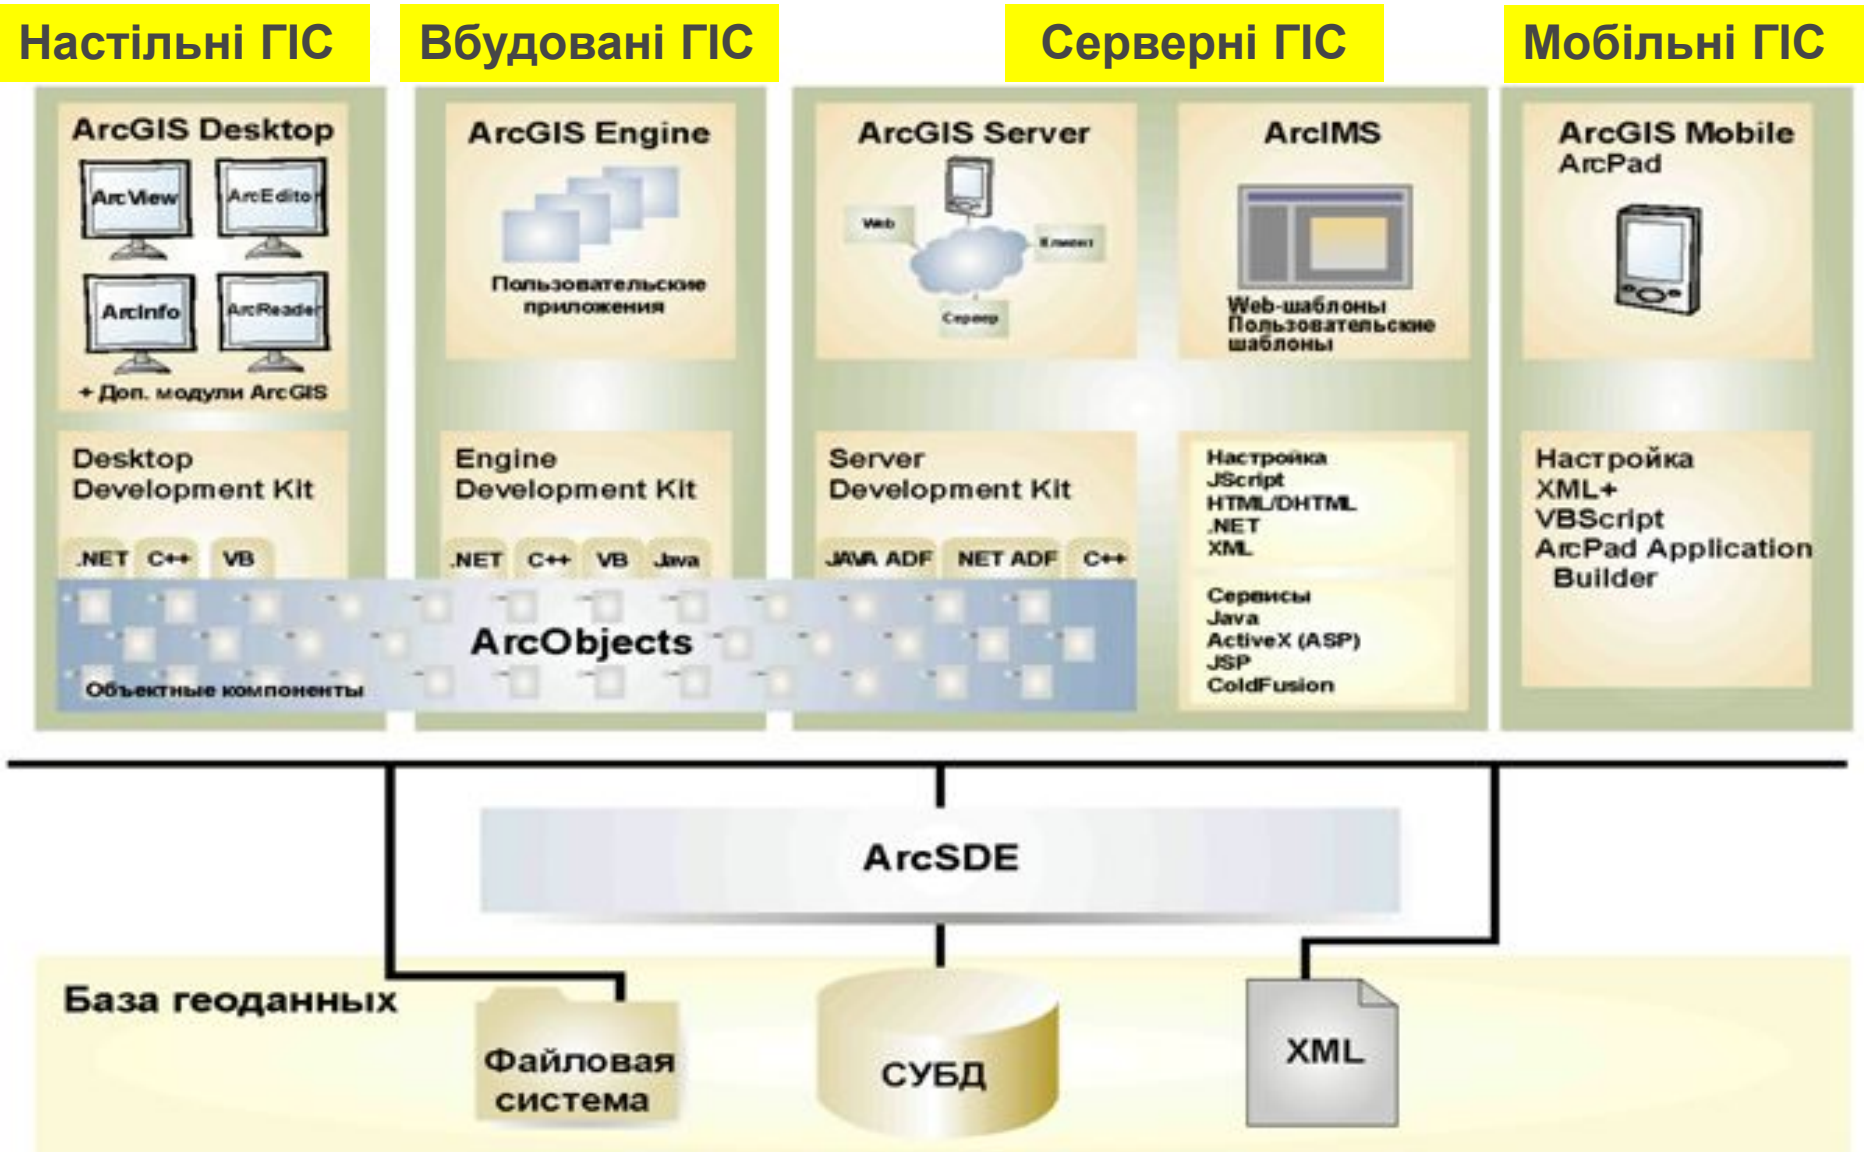 Настільні ГІС
Вбудовані ГІС
Серверні ГІС
Мобільні ГІС
ArcGIS Desktop
ArcView
ArcEditor
ArcInfo
ArcReader
+ Доп. модули ArcGIS
Desktop
Development Kit
.NET
C++
VB
ArcGIS Engine
Пользовательские
приложения
Engine
Development Kit
.NET
C++
VB
Java
ArcGIS Server
Web
Клиент
Сервер
Server
Development Kit
JAVA ADF
NET ADF
C++
ArcObjects
Объектные компоненты
ArcIMS
Web-шаблоны
Пользовательские
шаблоны
Настройка
JScript
HTML/DHTML
.NET
XML
Сервисы
Java
ActiveX (ASP)
JSP
ColdFusion
ArcGIS Mobile
ArcPad
Настройка
XML+
VBScript
ArcPad Application
Builder
ArcSDE
База геоданных
Файловая
система
СУБД
XML